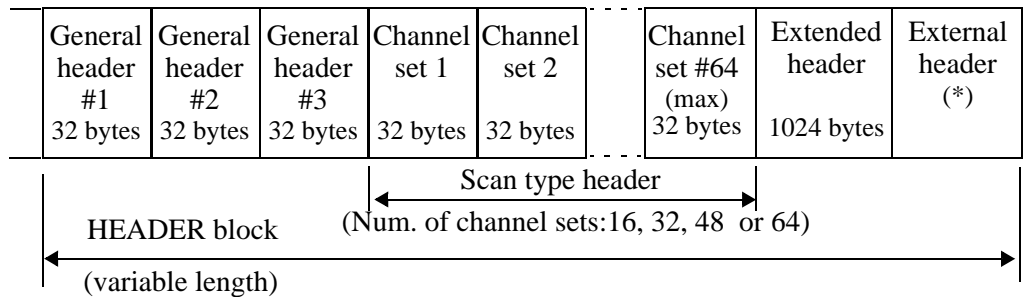 General header #1 32 bytes
General header #2 32 bytes
General header #3 32 bytes
Channel set 1 32 bytes
Channel set 2 32 bytes
Channel set #64 (max) 32 bytes
Extended header 1024 bytes
External header (*)
Scan type header
(Num. of channel sets:16, 32, 48 or 64)
HEADER block
(variable length)